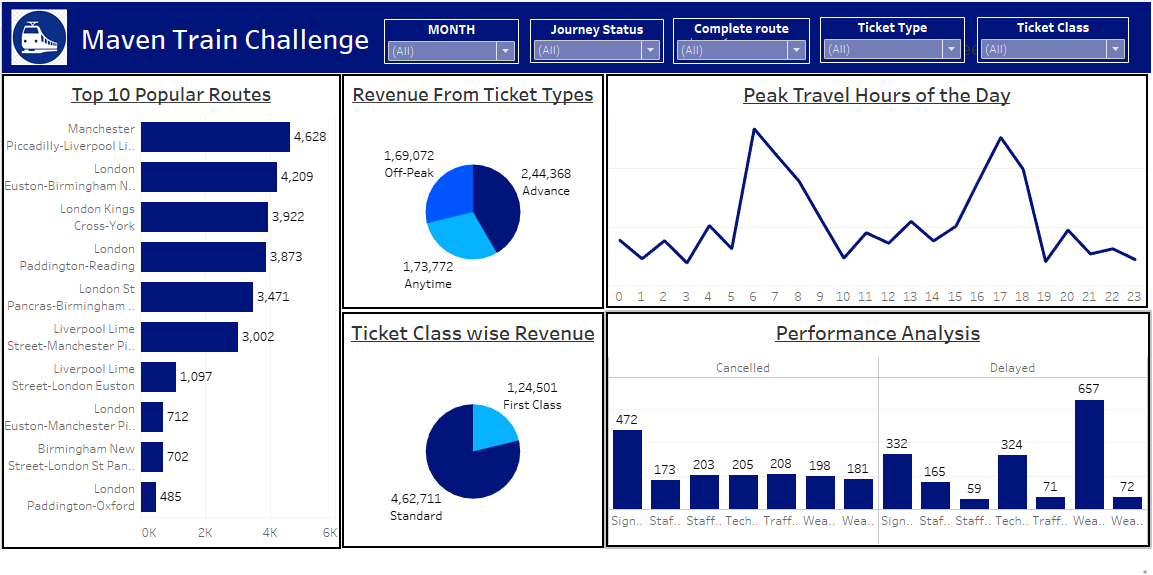 Maven Train Challenge
MONTH
(All)
Journey Status
(All)
Complete route
(All)
Ticket Type
(All)
Ticket Class
(All)
Top 10 Popular Routes
Manchester
Piccadilly-Liverpool Li..
4,628
London
Euston-Birmingham N..
4,209
London Kings
Cross-York
3,922
London
Paddington-Reading
3,873
London St
Pancras-Birmingham ..
3,471
Liverpool Lime
Street-Manchester Pi..
3,002
Liverpool Lime
Street-London Euston
1,097
London
Euston-Manchester Pi..
712
Birmingham New
Street-London St Pan..
702
London
Paddington-Oxford
485
0K 2K 4K 6K
Revenue From Ticket Types
1,69,072
Off-Peak
2,44,368
Advance
1,73,772
Anytime
Peak Travel Hours of the Day
0 1 2 3 4 5 6 7 8 9 10 11 12 13 14 15 16 17 18 19 20 21 22 23
Ticket Class wise Revenue
1,24,501
First Class
4,62,711
Standard
Performance Analysis
Cancelled Delayed
472 173 203 205 208 198 181 332 165 59 324 71 657 72
Sign.. Staf.. Staff.. Tech.. Traff.. Wea.. Wea.. Sign.. Staf.. Staff.. Tech.. Traff.. Wea.. Wea..